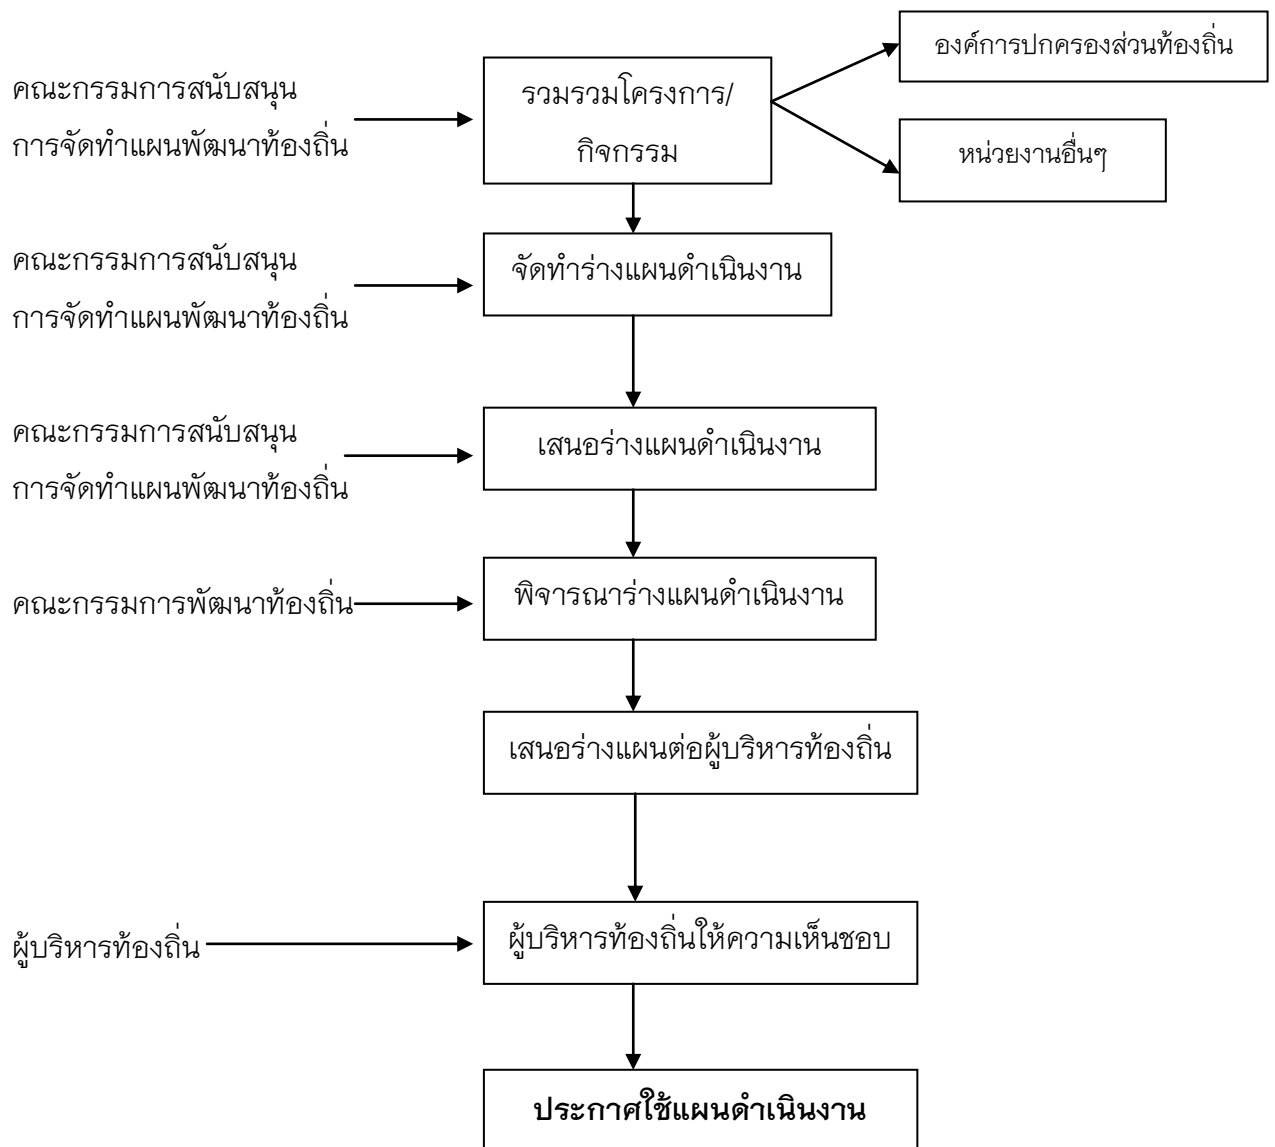 องค์การปกครองส่วนท้องถิ่น
คณะกรรมการสนับสนุน
การจัดทำแผนพัฒนาท้องถิ่น
รวมรวมโครงการ/
กิจกรรม
หน่วยงานอื่นๆ
คณะกรรมการสนับสนุน
การจัดทำแผนพัฒนาท้องถิ่น
จัดทำร่างแผนดำเนินงาน
คณะกรรมการสนับสนุน
การจัดทำแผนพัฒนาท้องถิ่น
เสนอร่างแผนดำเนินงาน
คณะกรรมการพัฒนาท้องถิ่น
พิจารณาร่างแผนดำเนินงาน
เสนอร่างแผนต่อผู้บริหารท้องถิ่น
ผู้บริหารท้องถิ่น
ผู้บริหารท้องถิ่นให้ความเห็นชอบ
ประกาศใช้แผนดำเนินงาน